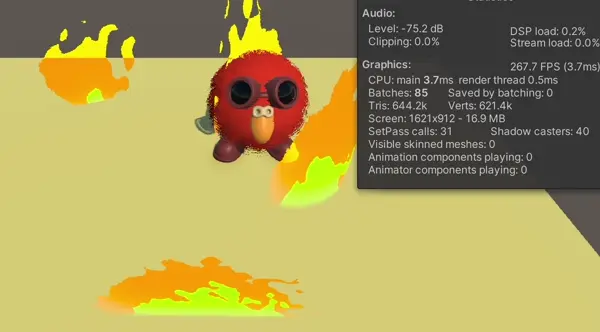 Audio:
Level: -75.2 dB DSP load: 0.2%
Clipping: 0.0% Stream load: 0.0%
Graphics: 267.7 FPS (3.7ms)
CPU: main 3.7ms render thread 0.5ms
Batches: 85 Saved by batching: 0
Tris: 644.2k Verts: 621.4k
Screen: 1621x912 - 16.9 MB
SetPass calls: 31 Shadow casters: 40
Visible skinned meshes: 0
Animation components playing: 0
Animator components playing: 0